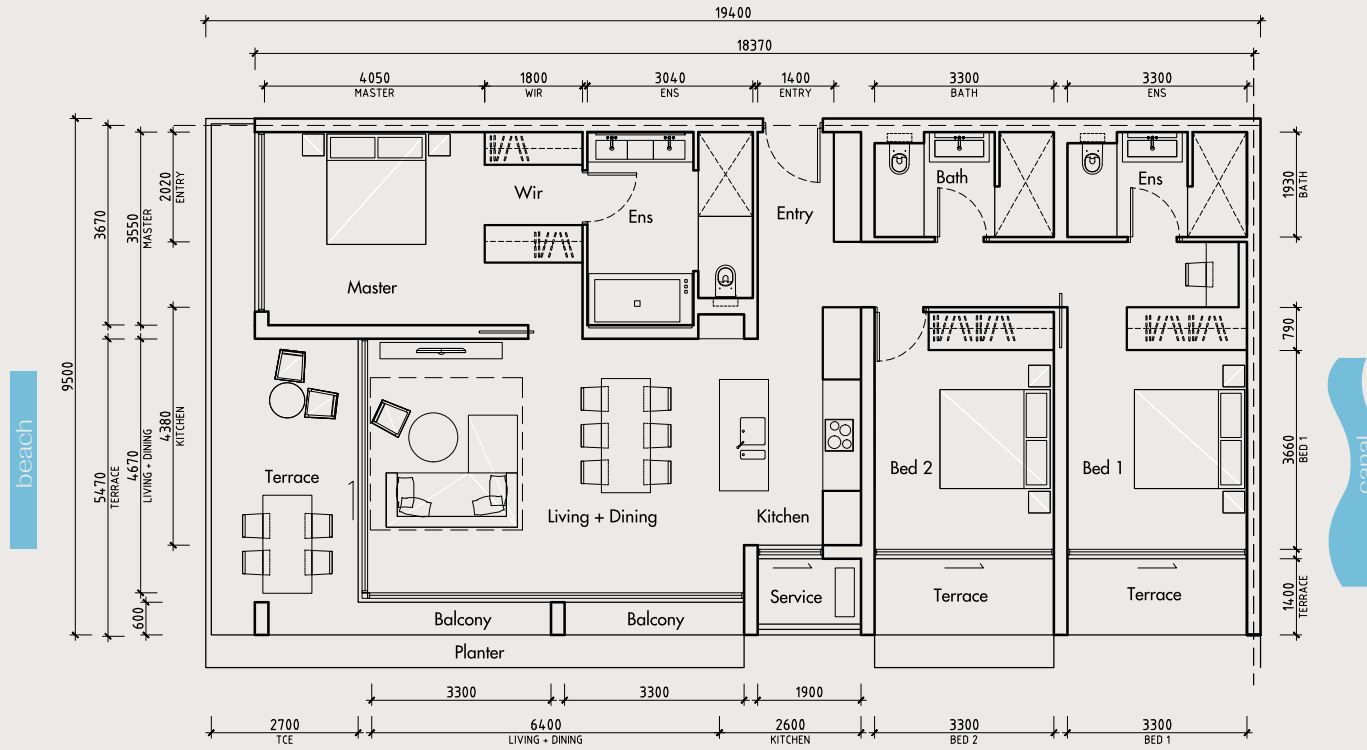 19400
18370
4050
MASTER
1800
WIR
3040
ENS
1400
ENTRY
3300
BATH
3300
ENS
9500
3670
3550
MASTER
2020
ENTRY
4380
KITCHEN
5470
TERRACE
4670
LIVING + DINING
600
beach
Wir
Ens
Entry
Bath
Ens
Master
Terrace
Living + Dining
Kitchen
Bed 2
Bed 1
Service
Terrace
Terrace
Balcony
Balcony
Planter
1930
BATH
790
3660
BED 1
1400
TERRACE
canal
3300
3300
1900
2700
TCE
6400
LIVING + DINING
2600
KITCHEN
3300
BED 2
3300
BED 1